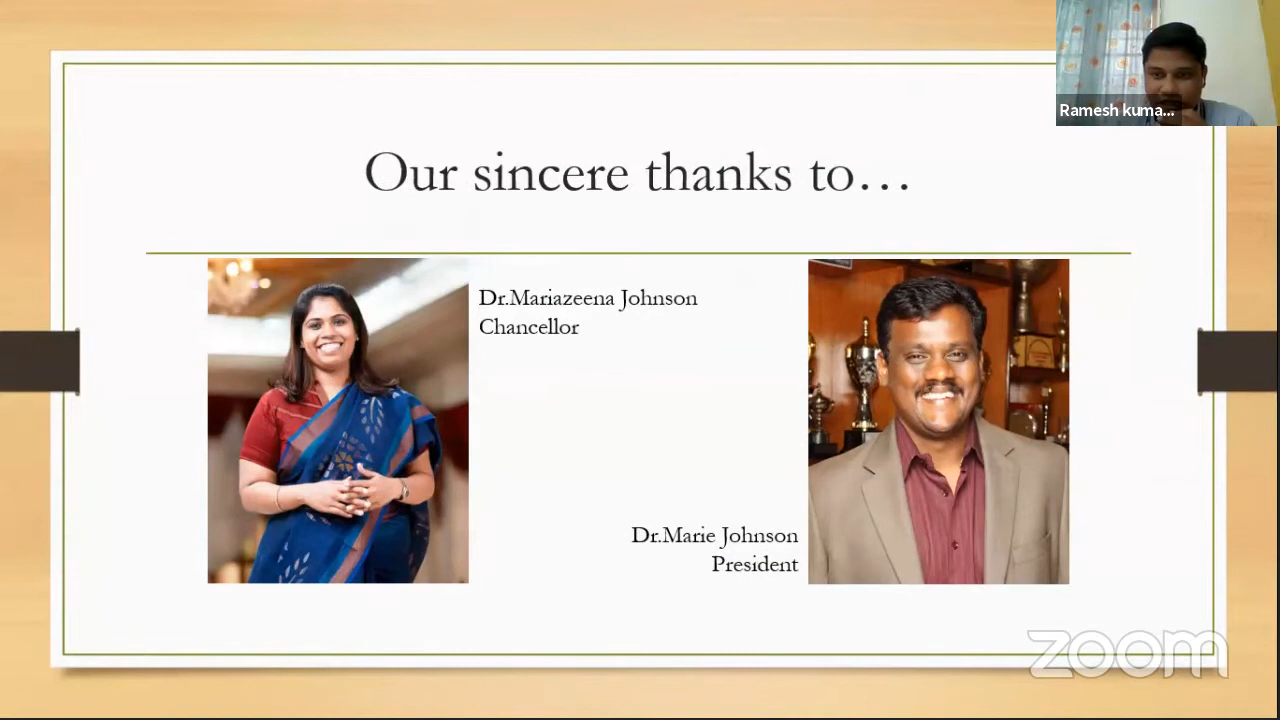 Ramesh kuma...
Our sincere thanks to...
Dr.Mariazeena Johnson
Chancellor
Dr.Marie Johnson
President
zoom